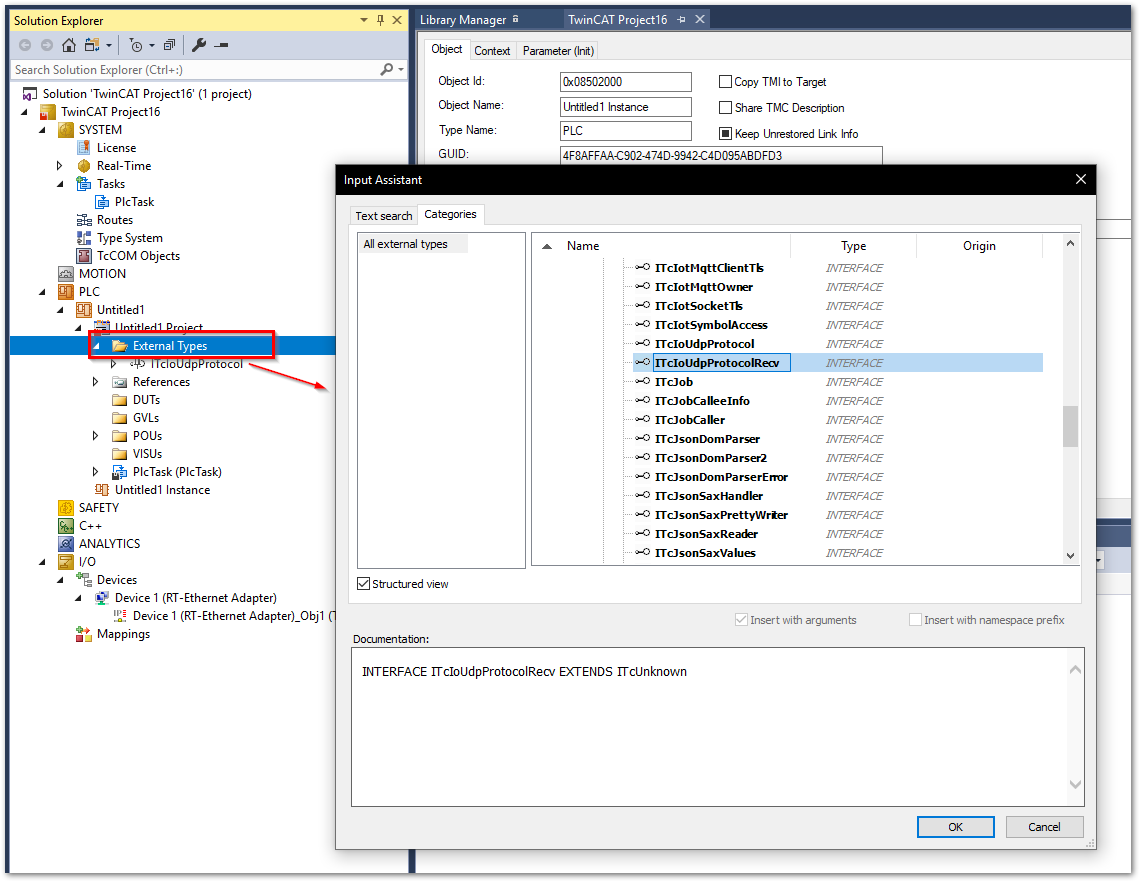 Solution Explorer
Search Solution Explorer (Ctrl+:)
Solution 'TwinCAT Project16' (1 project)
TwinCAT Project16
SYSTEM
License
Real-Time
Tasks
PlcTask
Routes
Type System
TcCOM Objects
MOTION
PLC
Untitled1
Untitled1 Project
External Types
ITcIoUdpProtocol
References
DUTs
GVLs
POUs
VISUs
PlcTask (PlcTask)
Untitled1 Instance
SAFETY
C++
ANALYTICS
I/O
Devices
Device 1 (RT-Ethernet Adapter)
Device 1 (RT-Ethernet Adapter)_Obj1 (
Mappings
Library Manager
TwinCAT Project16
Object
Context
Parameter (Init)
Object Id:
0x08502000
Copy TMI to Target
Object Name:
Untitled1 Instance
Share TMC Description
Type Name:
PLC
Keep Unrestored Link Info
GUID:
4F8AFFAA-C902-474D-9942-C4D095ABDFD3
Input Assistant
Text search
Categories
All external types
Name
Type
Origin
ITcIotMqttClientTls INTERFACE
ITcIotMqttOwner INTERFACE
ITcIotSocketTls INTERFACE
ITcIotSymbolAccess INTERFACE
ITcIoUdpProtocol INTERFACE
ITcIoUdpProtocolRecv INTERFACE
ITcJob INTERFACE
ITcJobCalleeInfo INTERFACE
ITcJobCaller INTERFACE
ITcJsonDomParser INTERFACE
ITcJsonDomParser2 INTERFACE
ITcJsonDomParserError INTERFACE
ITcJsonSaxHandler INTERFACE
ITcJsonSaxPrettyWriter INTERFACE
ITcJsonSaxReader INTERFACE
ITcJsonSaxValues INTERFACE
Structured view
Insert with arguments
Insert with namespace prefix
Documentation:
INTERFACE ITcIoUdpProtocolRecv EXTENDS ITcUnknown
OK
Cancel